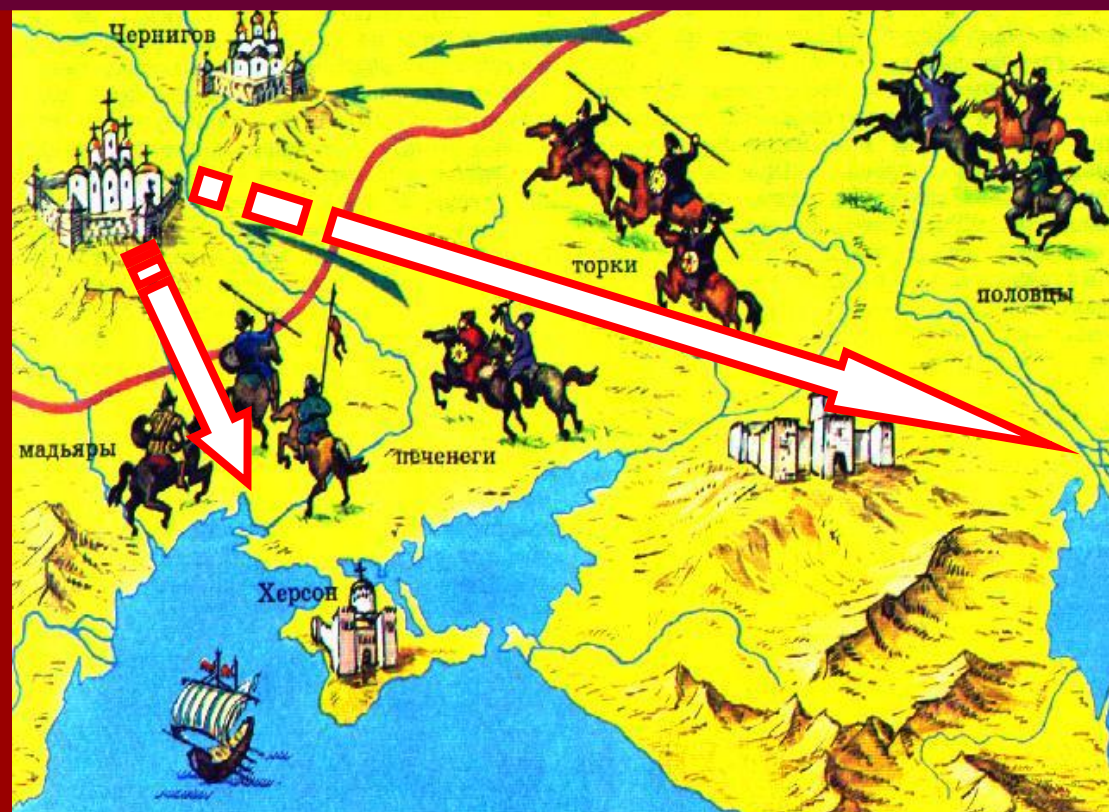 Чернигов
торки
половцы
мадьяры
печенеги
Херсон